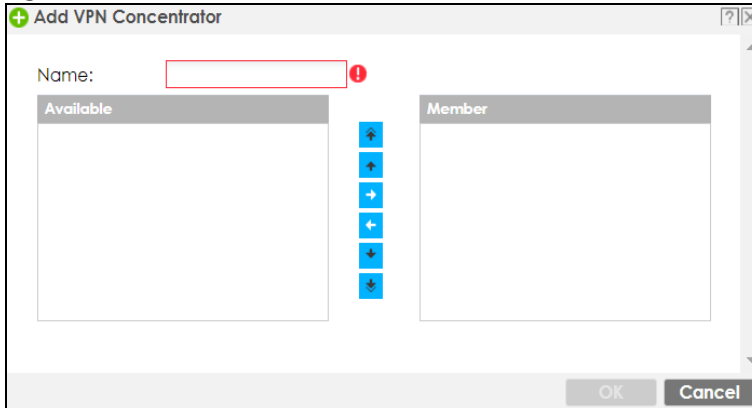 Add VPN Concentrator
Name:
Available
Member
OK
Cancel